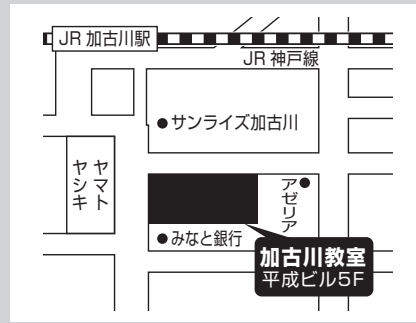 JR 加古川駅
JR 神戸線
サンライズ加古川
ヤマト
ヤシキ
アゼリア
みなと銀行
加古川教室
平成ビル5F